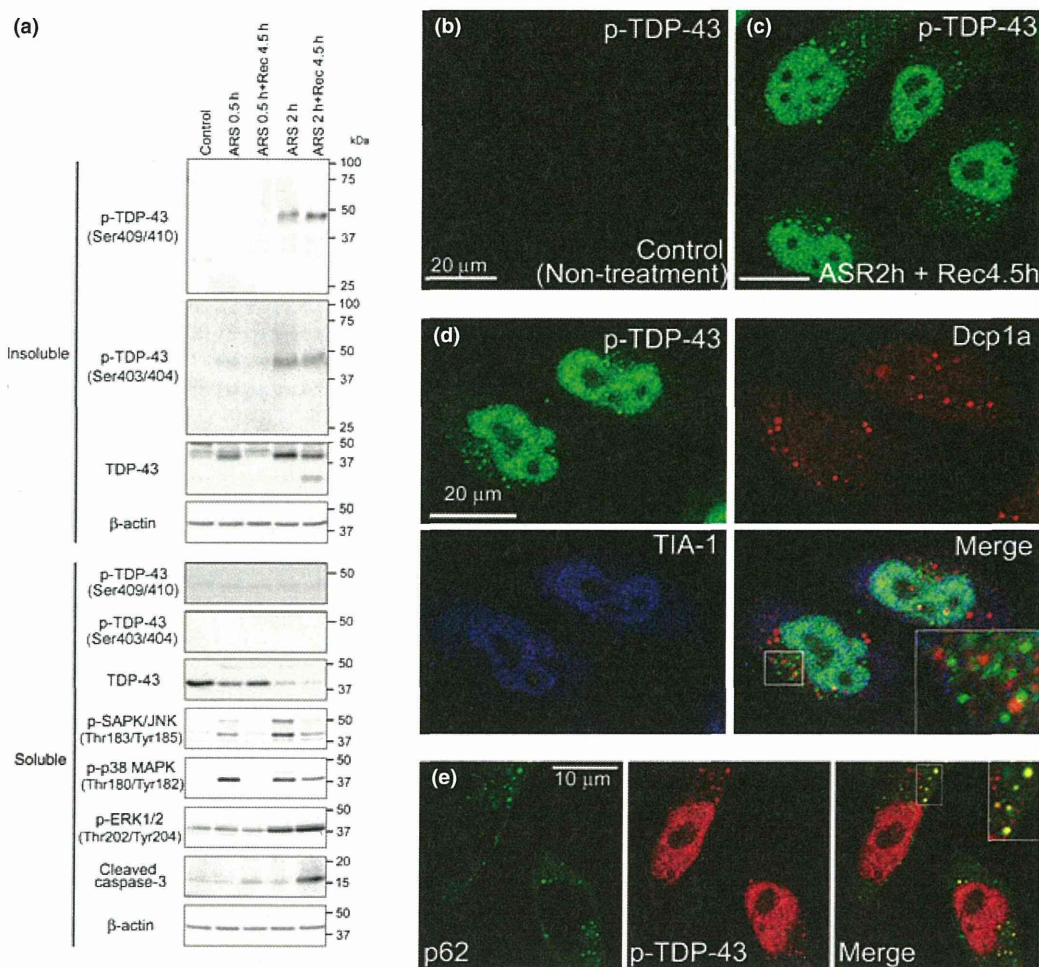 (a)
Control
ARS 0.5 h
ARS 0.5 h+Rec 4.5 h
ARS 2 h
ARS 2 h+Rec 4.5 h
kDa
Insoluble
p-TDP-43
(Ser409/410)
100
75
50
37
25
p-TDP-43
(Ser403/404)
100
75
50
37
25
TDP-43
50
37
β-actin
50
37
Soluble
p-TDP-43
(Ser409/410)
50
p-TDP-43
(Ser403/404)
50
TDP-43
50
37
p-SAPK/JNK
(Thr183/Tyr185)
50
37
p-p38 MAPK
(Thr180/Tyr182)
50
37
p-ERK1/2
(Thr202/Tyr204)
50
37
Cleaved
caspase-3
20
15
β-actin
50
37
(b)
p-TDP-43
20 μm
Control
(Non-treatment)
(c)
p-TDP-43
ASR2h + Rec4.5h
(d)
p-TDP-43
20 μm
Dcp1a
TIA-1
Merge
(e)
10 μm
p62
p-TDP-43
Merge